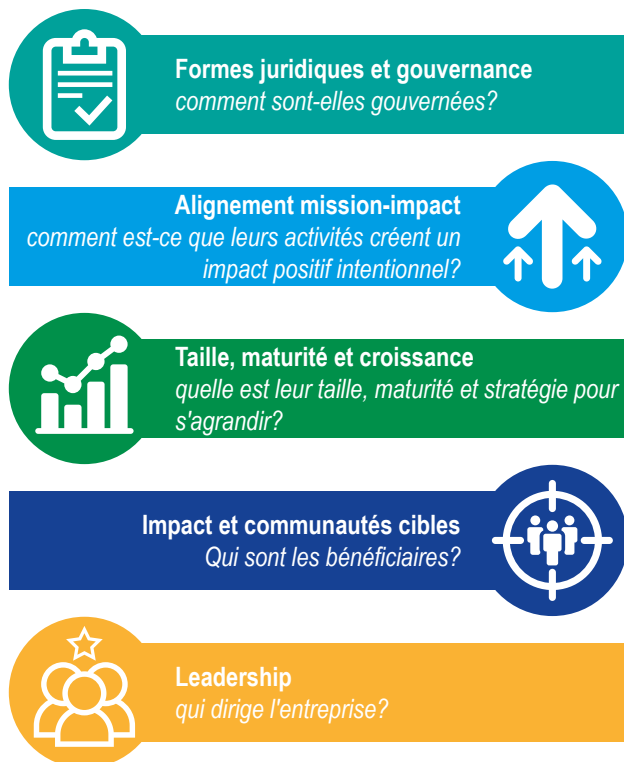 Formes juridiques et gouvernance
comment sont-elles gouvernées?
Alignement mission-impact
comment est-ce que leurs activités créent un
impact positif intentionnel?
Taille, maturité et croissance
quelle est leur taille, maturité et stratégie pour
s'agrandir?
Impact et communautés cibles
Qui sont les bénéficiaires?
Leadership
qui dirige l'entreprise?